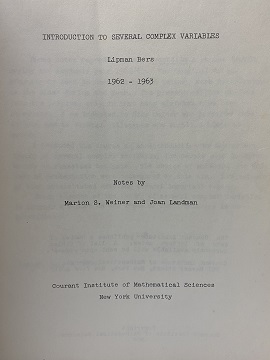 INTRODUCTION TO SEVERAL COMPLEX VARIABLES
Lipman Bers
1962 - 1963
Notes by
Marion S. Weiner and Joan Landman
Courant Institute of Mathematical Sciences
New York University